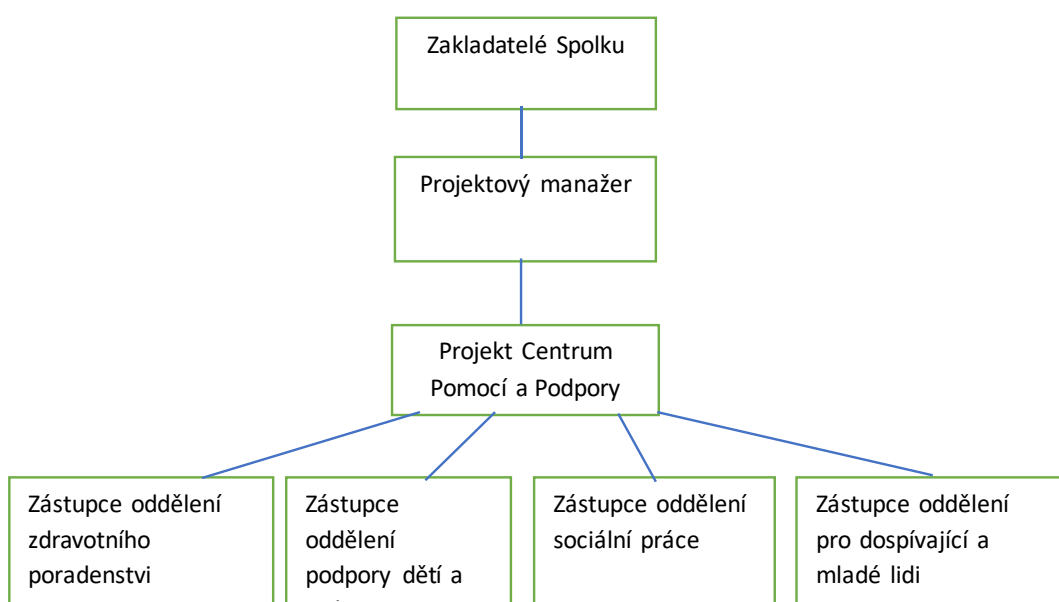 Zakladatelé Spolku
Projektový manažer
Projekt Centrum
Pomocí a Podpory
Zástupce oddělení
zdravotního
poradenstvi
Zástupce
oddělení
podpory dětí a
Zástupce oddělení
sociální práce
Zástupce oddělení
pro dospívající a
mladé lidi